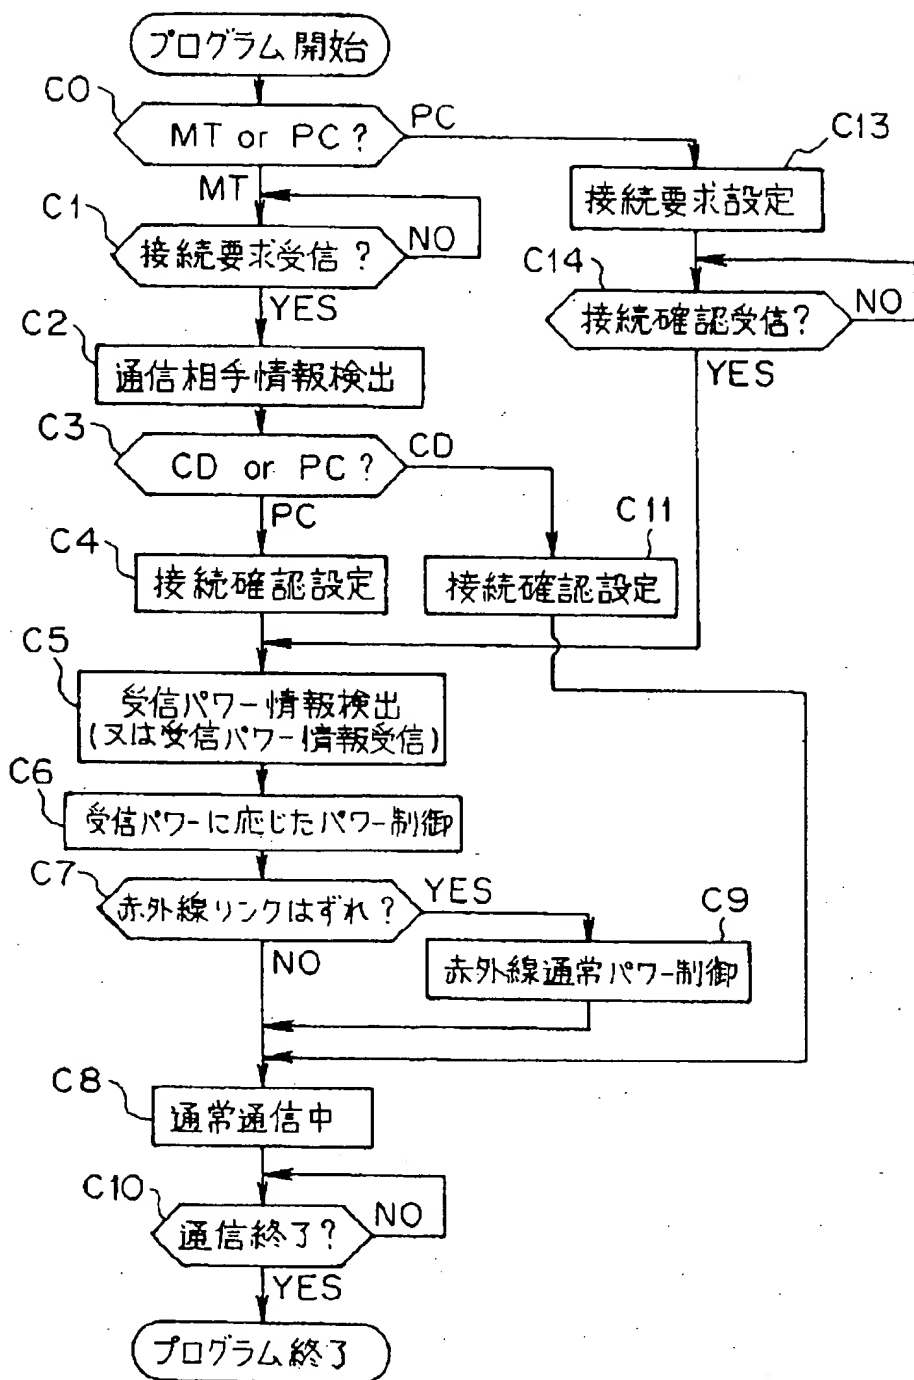 プログラム開始
C0
MT or PC?
PC
MT
C13
接続要求設定
C1
接続要求受信?
NO
YES
C14
接続確認受信?
NO
YES
C2
通信相手情報検出
C3
CD or PC?
CD
PC
C4
接続確認設定
C11
接続確認設定
C5
受信パワー情報検出
(又は受信パワー情報受信)
C6
受信パワーに応じたパワー制御
C7
赤外線リンクはずれ?
YES
NO
C9
赤外線通常パワー制御
C8
通常通信中
C10
通信終了?
NO
YES
プログラム終了